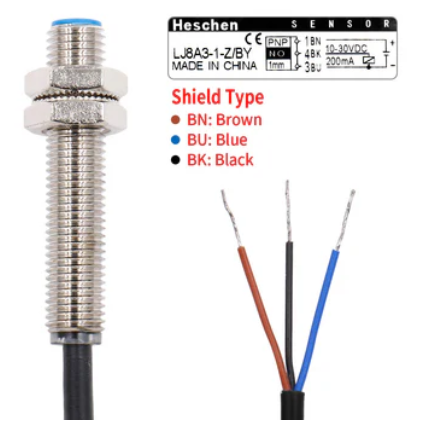 Heschen SENSOR
LJ8A3-1-Z/BY CE PNP 1BN 10-30VDC +
MADE IN CHINA NO 4BK 200mA
1mm 3BU -
Shield Type
BN: Brown
BU: Blue
BK: Black